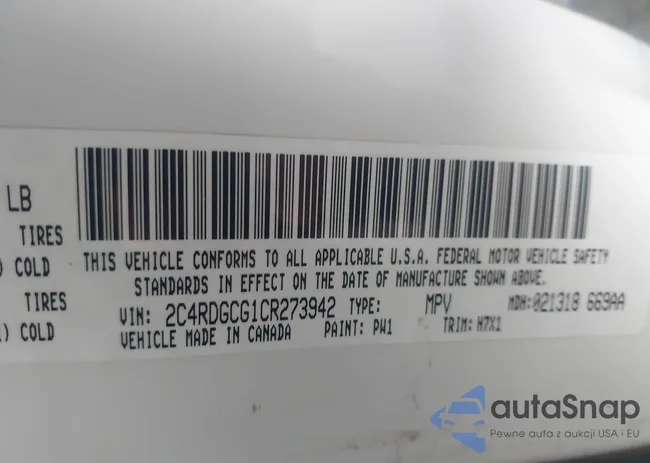 LB
TIRES
) COLD
TIRES
) COLD
THIS VEHICLE CONFORMS TO ALL APPLICABLE U.S.A. FEDERAL MOTOR VEHICLE SAFETY
STANDARDS IN EFFECT ON THE DATE OF MANUFACTURE SHOWN ABOVE.
VIN: 2C4RDGCG1CR273942 TYPE: MPV MDH:021318 669AA
VEHICLE MADE IN CANADA PAINT: PW1 TRIM: H7X1
autoSnap
Pewne auta z aukcji USA i EU